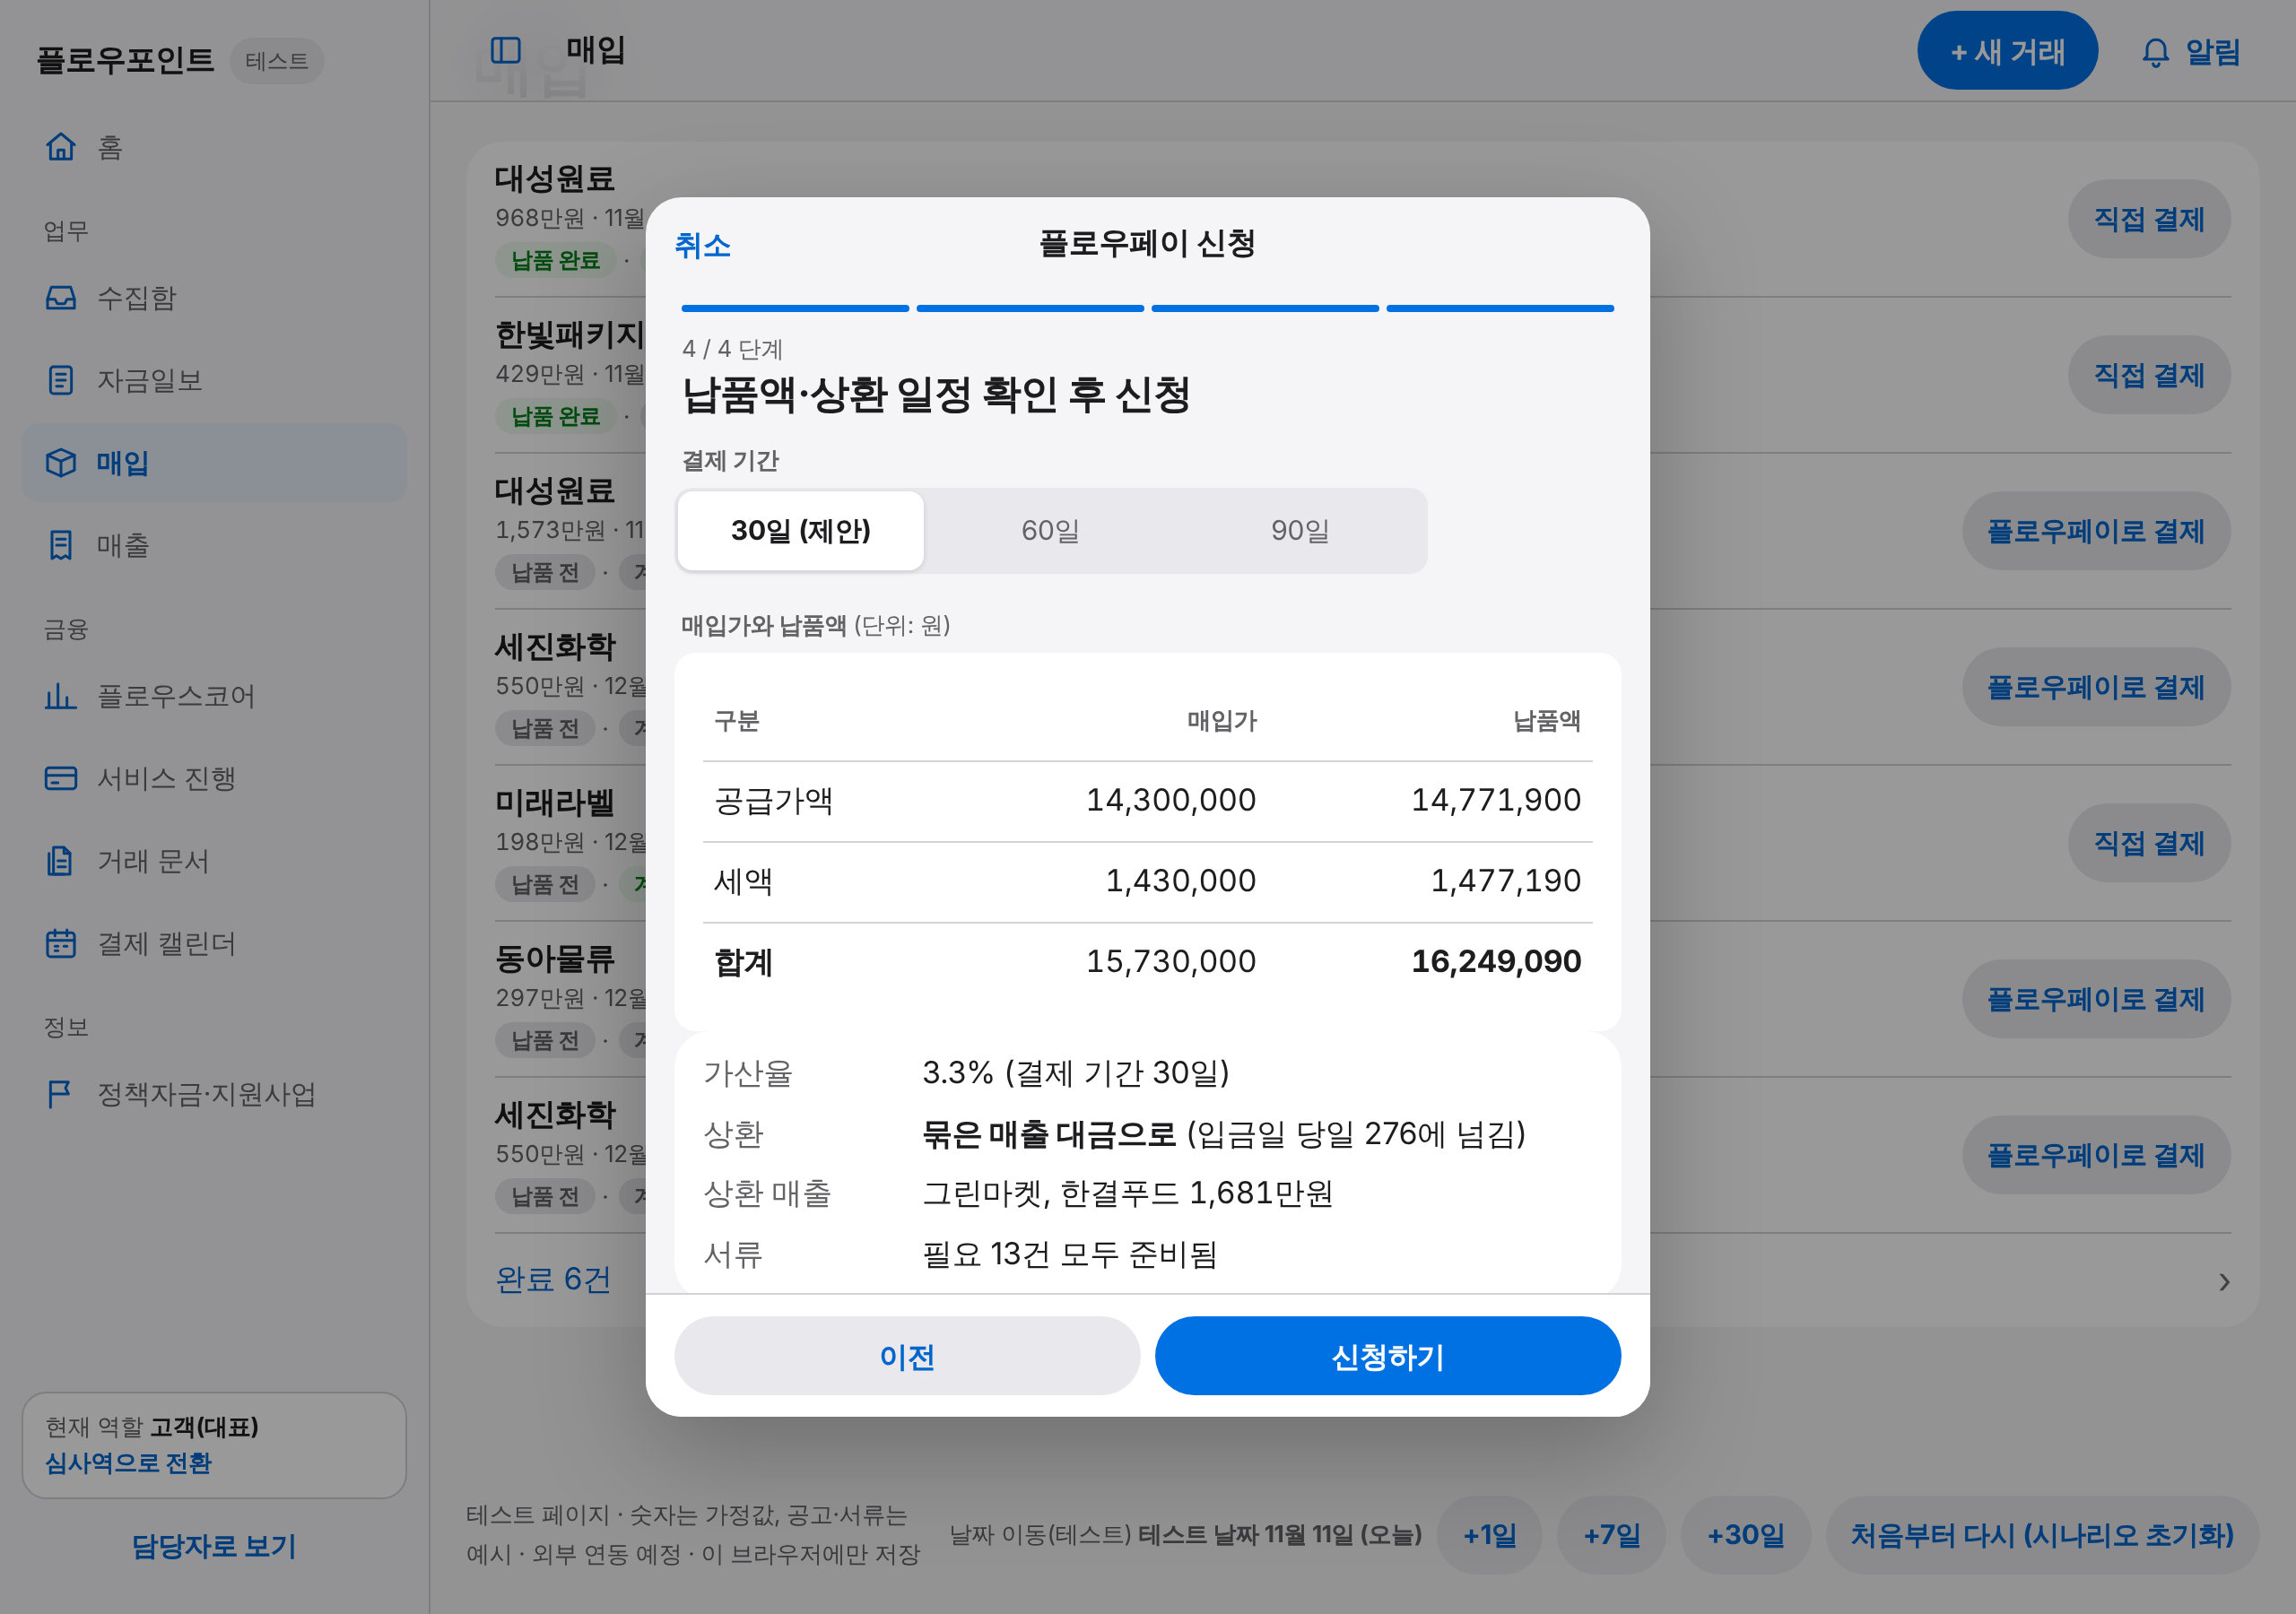 플로우포인트 테스트
홈
업무
수집함
자금일보
매입
매출
금융
플로우스코어
서비스 진행
거래 문서
결제 캘린더
정보
정책자금·지원사업
현재 역할 고객(대표)
심사역으로 전환
담당자로 보기
매입
매입
+ 새 거래
알림
대성원료
968만원 · 11월
납품 완료 ·
직접 결제
한빛패키지
429만원 · 11월
납품 완료 ·
직접 결제
대성원료
1,573만원 · 11
납품 전 ·
플로우페이로 결제
세진화학
550만원 · 12월
납품 전 ·
플로우페이로 결제
미래라벨
198만원 · 12월
납품 전 ·
직접 결제
동아물류
297만원 · 12월
납품 전 ·
플로우페이로 결제
세진화학
550만원 · 12월
납품 전 ·
플로우페이로 결제
완료 6건 ›
취소
플로우페이 신청
4 / 4 단계
납품액·상환 일정 확인 후 신청
결제 기간
30일 (제안) 60일 90일
매입가와 납품액 (단위: 원)
구분 매입가 납품액
공급가액 14,300,000 14,771,900
세액 1,430,000 1,477,190
합계 15,730,000 16,249,090
가산율 3.3% (결제 기간 30일)
상환 묶은 매출 대금으로 (입금일 당일 276에 넘김)
상환 매출 그린마켓, 한결푸드 1,681만원
서류 필요 13건 모두 준비됨
이전 신청하기
테스트 페이지 · 숫자는 가정값, 공고·서류는
예시 · 외부 연동 예정 · 이 브라우저에만 저장
날짜 이동(테스트) 테스트 날짜 11월 11일 (오늘) +1일 +7일 +30일 처음부터 다시 (시나리오 초기화)